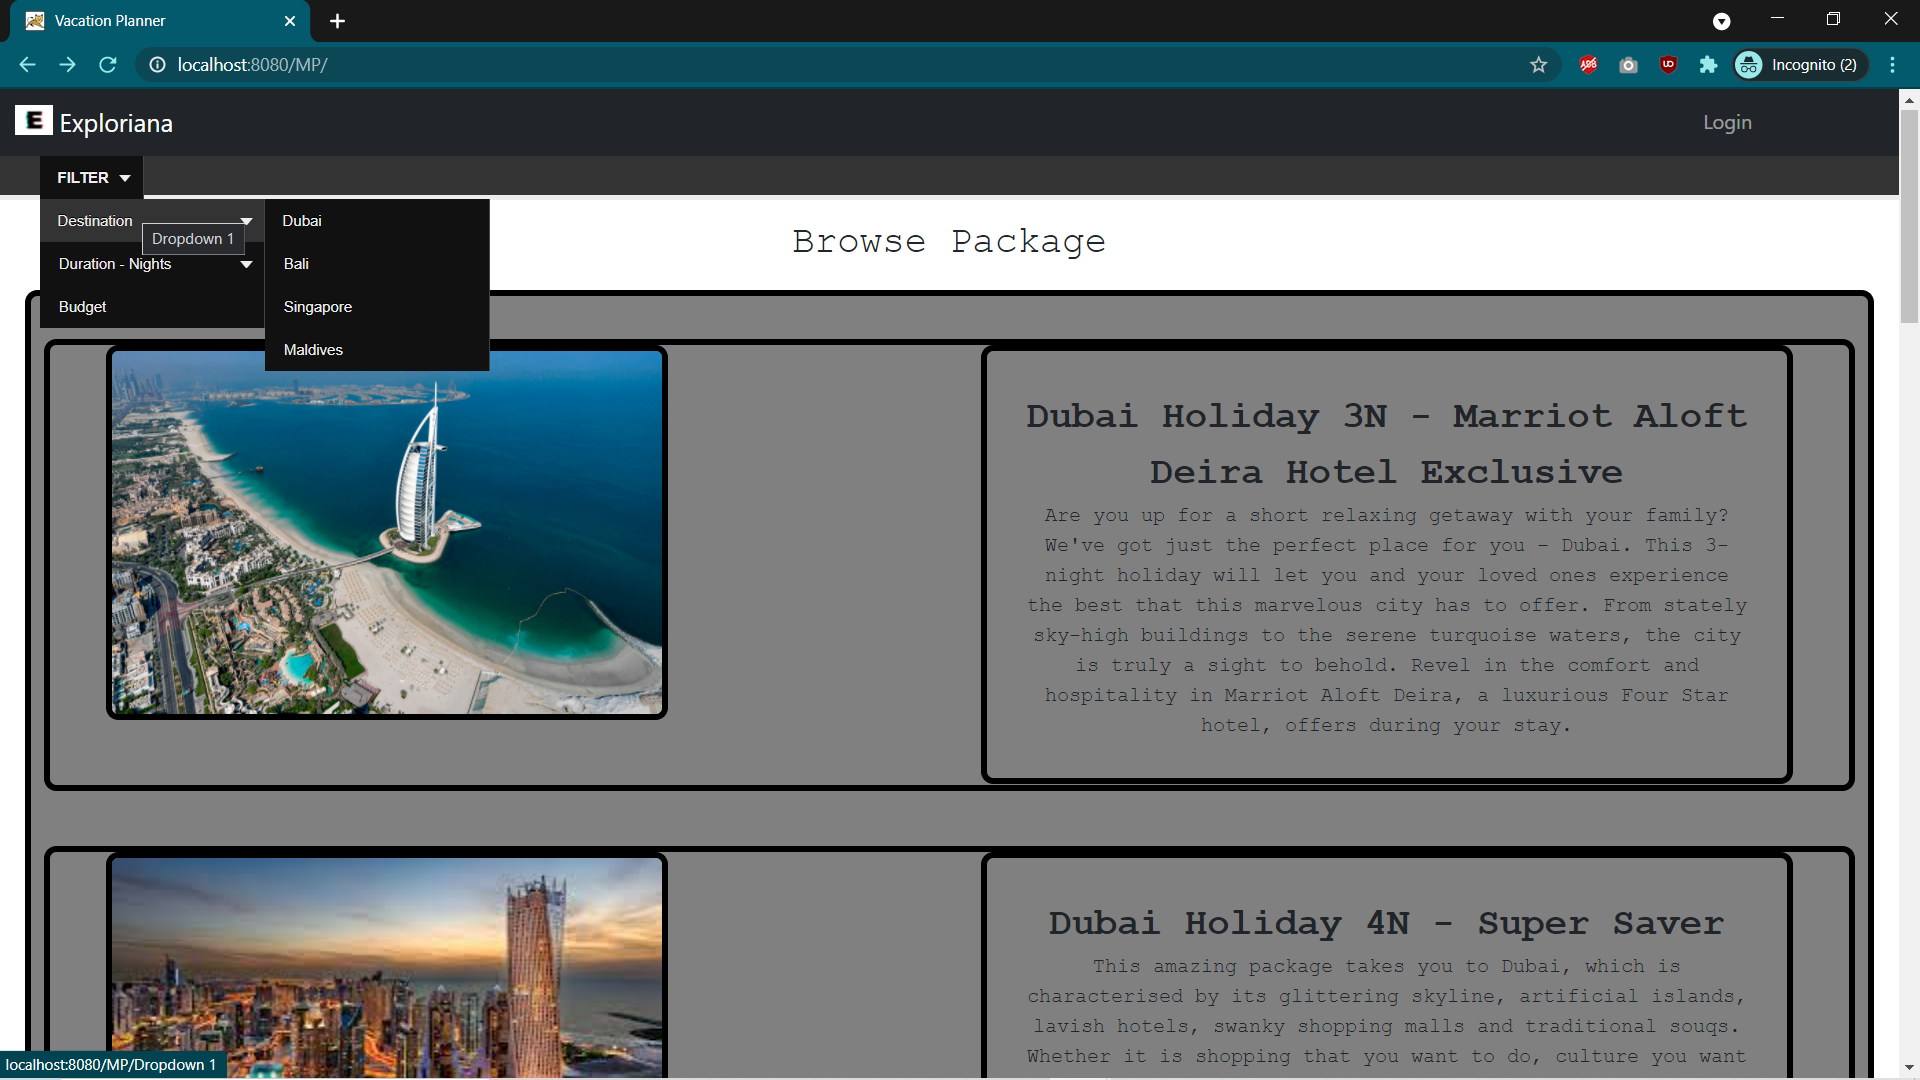 Vacation Planner
localhost:8080/MP/
Incognito (2)
E Exploriana
Login
FILTER
Destination
Dropdown 1
Duration - Nights
Budget
Dubai
Bali
Singapore
Maldives
Browse Package
Dubai Holiday 3N - Marriot Aloft
Deira Hotel Exclusive
Are you up for a short relaxing getaway with your family?
We've got just the perfect place for you - Dubai. This 3-
night holiday will let you and your loved ones experience
the best that this marvelous city has to offer. From stately
sky-high buildings to the serene turquoise waters, the city
is truly a sight to behold. Revel in the comfort and
hospitality in Marriot Aloft Deira, a luxurious Four Star
hotel, offers during your stay.
Dubai Holiday 4N - Super Saver
This amazing package takes you to Dubai, which is
characterised by its glittering skyline, artificial islands,
lavish hotels, swanky shopping malls and traditional souqs.
Whether it is shopping that you want to do, culture you want
localhost:8080/MP/Dropdown 1